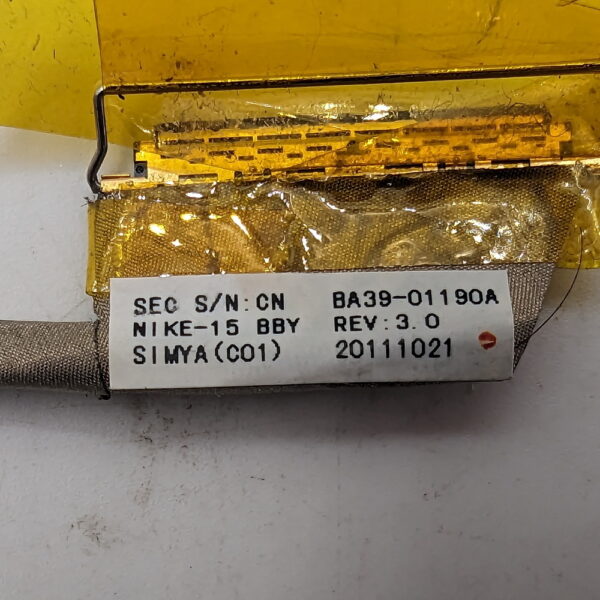 SEC S/N:CN BA39-01190A
NIKE-15 BBY REV:3.0
SIMYA(C01) 20111021